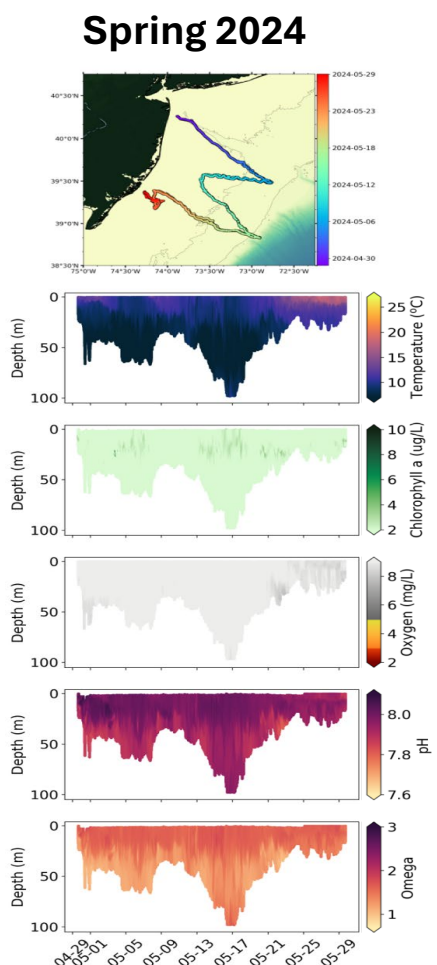 Spring 2024
40°30'N
40°0'N
39°30'N
39°0'N
38°30'N
75°0'W 74°30'W 74°0'W 73°30'W 73°0'W 72°30'W
2024-05-29
2024-05-23
2024-05-18
2024-05-12
2024-05-06
2024-04-30
0
50
100
Depth (m)
25
20
15
10
Temperature (ºC)
0
50
100
Depth (m)
10
8
6
4
2
Chlorophyll a (ug/L)
0
50
100
Depth (m)
8
6
4
2
Oxygen (mg/L)
0
50
100
Depth (m)
8.0
7.8
7.6
pH
0
50
100
Depth (m)
3
2
1
Omega
04-29 05-01 05-05 05-09 05-13 05-17 05-21 05-25 05-29